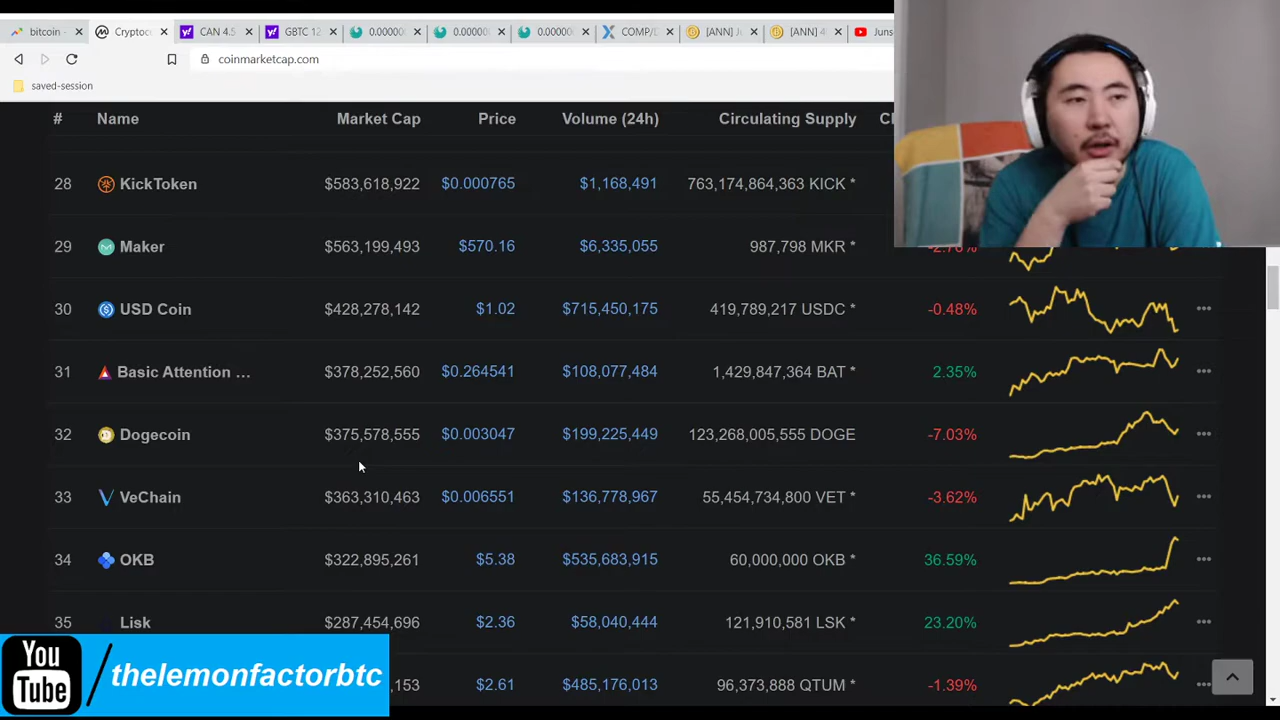 bitcoin - Cryptoc CAN 4.5 GBTC 12 0.00000 0.00000 0.00000 COMP/D [ANN] Ju [ANN] 4 Juns
coinmarketcap.com
saved-session
# Name Market Cap Price Volume (24h) Circulating Supply
28 KickToken $583,618,922 $0.000765 $1,168,491 763,174,864,363 KICK *
29 Maker $563,199,493 $570.16 $6,335,055 987,798 MKR *
30 USD Coin $428,278,142 $1.02 $715,450,175 419,789,217 USDC * -0.48%
31 Basic Attention ... $378,252,560 $0.264541 $108,077,484 1,429,847,364 BAT * 2.35%
32 Dogecoin $375,578,555 $0.003047 $199,225,449 123,268,005,555 DOGE -7.03%
33 VeChain $363,310,463 $0.006551 $136,778,967 55,454,734,800 VET * -3.62%
34 OKB $322,895,261 $5.38 $535,683,915 60,000,000 OKB * 36.59%
35 Lisk $287,454,696 $2.36 $58,040,444 121,910,581 LSK * 23.20%
,153 $2.61 $485,176,013 96,373,888 QTUM * -1.39%
You Tube /thelemonfactorbtc